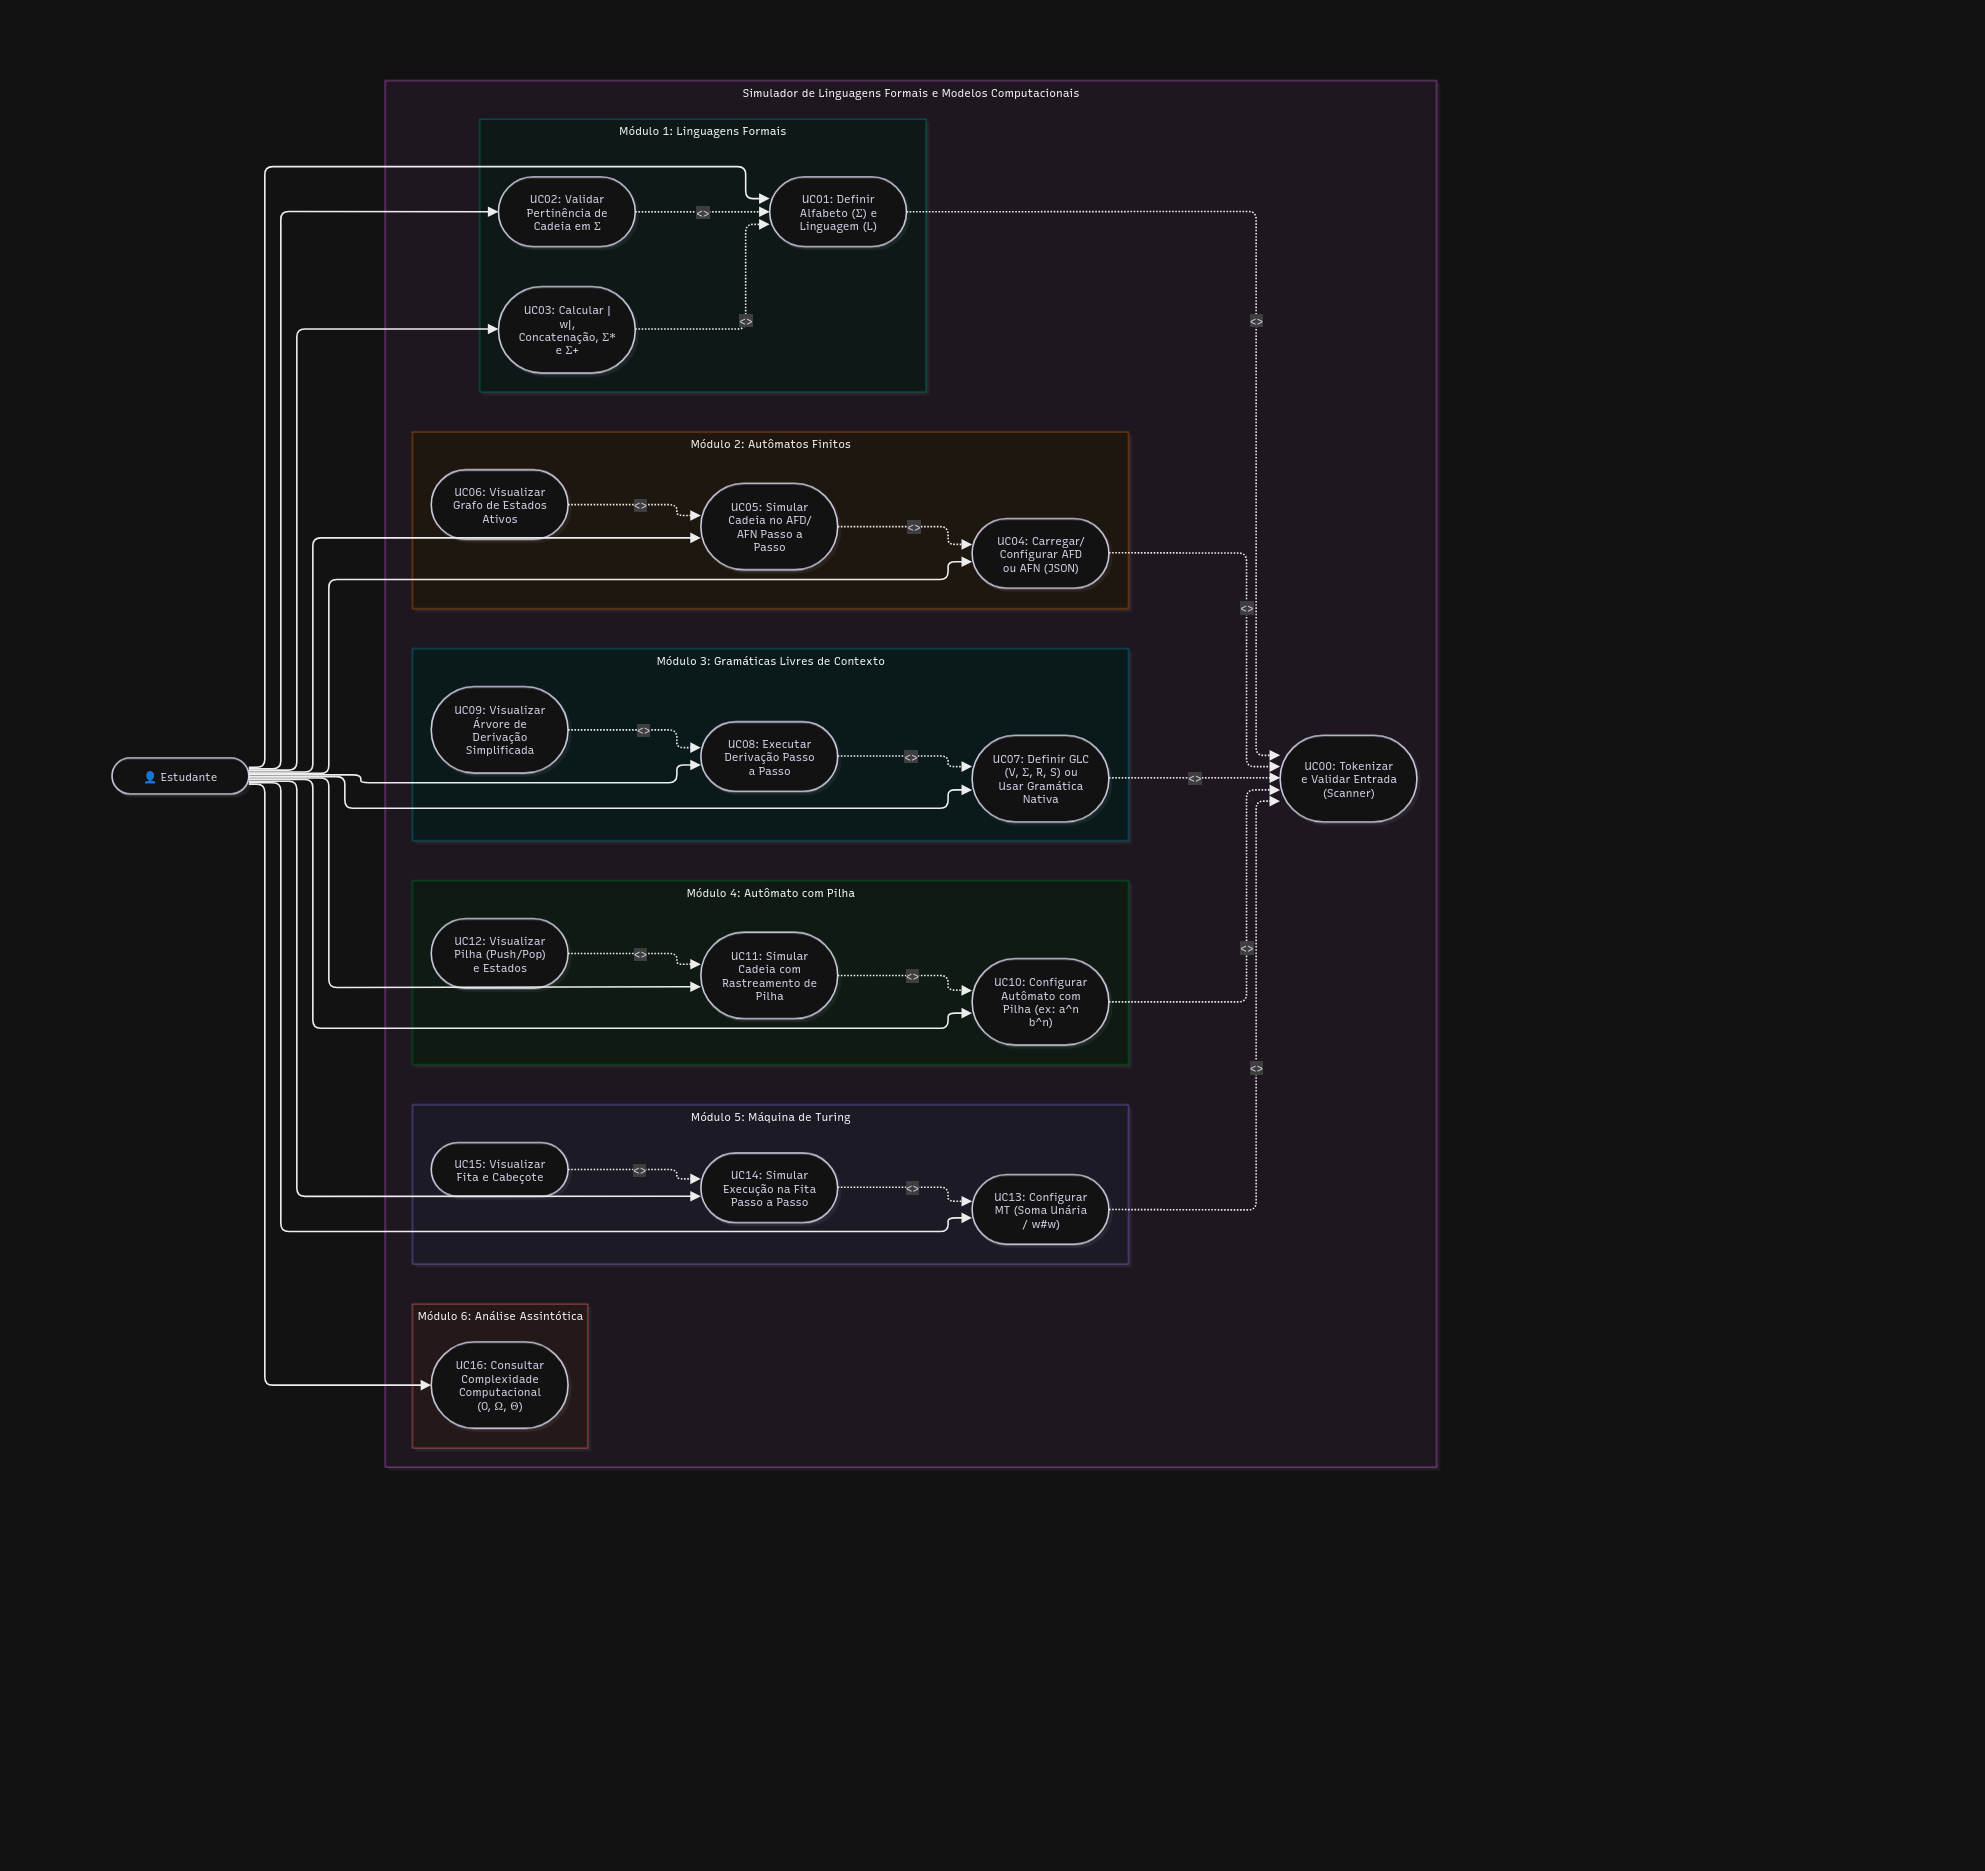 Simulador de Linguagens Formais e Modelos Computacionais
Módulo 1: Linguagens Formais
UC02: Validar
Pertinência de
Cadeia em Σ
<>
UC01: Definir
Alfabeto (Σ) e
Linguagem (L)
UC03: Calcular |
w|,
Concatenação, Σ*
e Σ+
<>
<>
Módulo 2: Autômatos Finitos
UC06: Visualizar
Grafo de Estados
Ativos
<>
UC05: Simular
Cadeia no AFD/
AFN Passo a
Passo
<>
UC04: Carregar/
Configurar AFD
ou AFN (JSON)
<>
Módulo 3: Gramáticas Livres de Contexto
UC09: Visualizar
Árvore de
Derivação
Simplificada
<>
UC08: Executar
Derivação Passo
a Passo
<>
UC07: Definir GLC
(V, Σ, R, S) ou
Usar Gramática
Nativa
<>
👤 Estudante
UC00: Tokenizar
e Validar Entrada
(Scanner)
Módulo 4: Autômato com Pilha
UC12: Visualizar
Pilha (Push/Pop)
e Estados
<>
UC11: Simular
Cadeia com
Rastreamento de
Pilha
<>
UC10: Configurar
Autômato com
Pilha (ex: a^n
b^n)
<>
<>
Módulo 5: Máquina de Turing
UC15: Visualizar
Fita e Cabeçote
<>
UC14: Simular
Execução na Fita
Passo a Passo
<>
UC13: Configurar
MT (Soma Unária
/ w#w)
Módulo 6: Análise Assintótica
UC16: Consultar
Complexidade
Computacional
(O, Ω, Θ)